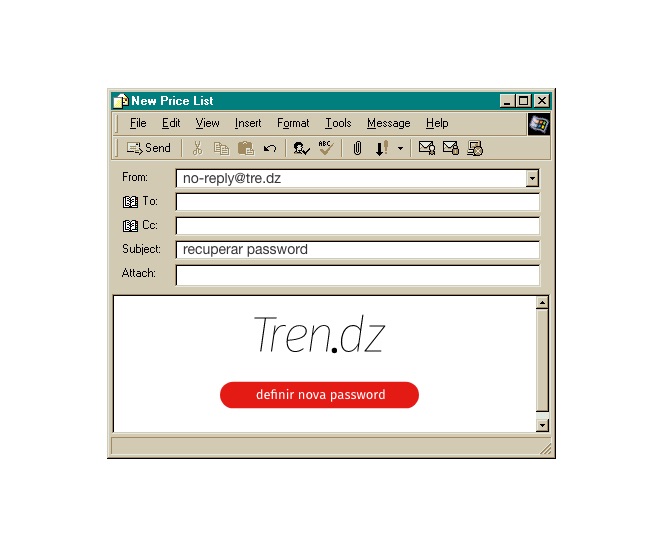 New Price List
File Edit View Insert Format Tools Message Help
Send ABC
From: no-reply@tre.dz
To:
Cc:
Subject: recuperar password
Attach:
Tren.dz
definir nova password